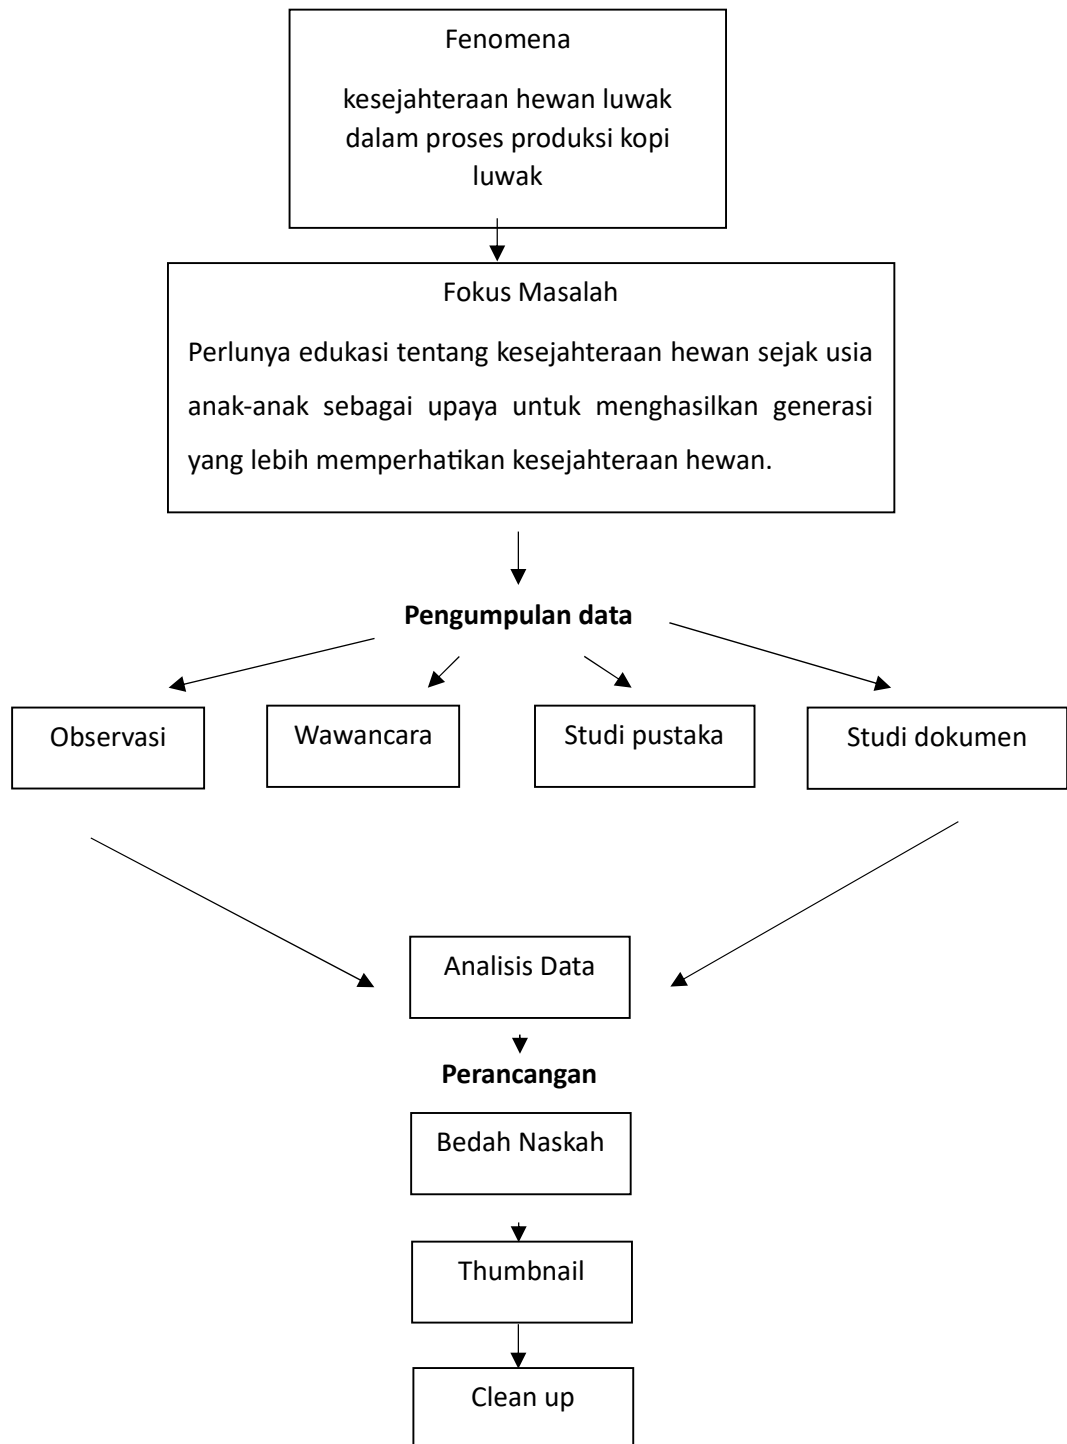 Fenomena
kesejahteraan hewan luwak
dalam proses produksi kopi
luwak
Fokus Masalah
Perlunya edukasi tentang kesejahteraan hewan sejak usia
anak-anak sebagai upaya untuk menghasilkan generasi
yang lebih memperhatikan kesejahteraan hewan.
Pengumpulan data
Observasi
Wawancara
Studi pustaka
Studi dokumen
Analisis Data
Perancangan
Bedah Naskah
Thumbnail
Clean up